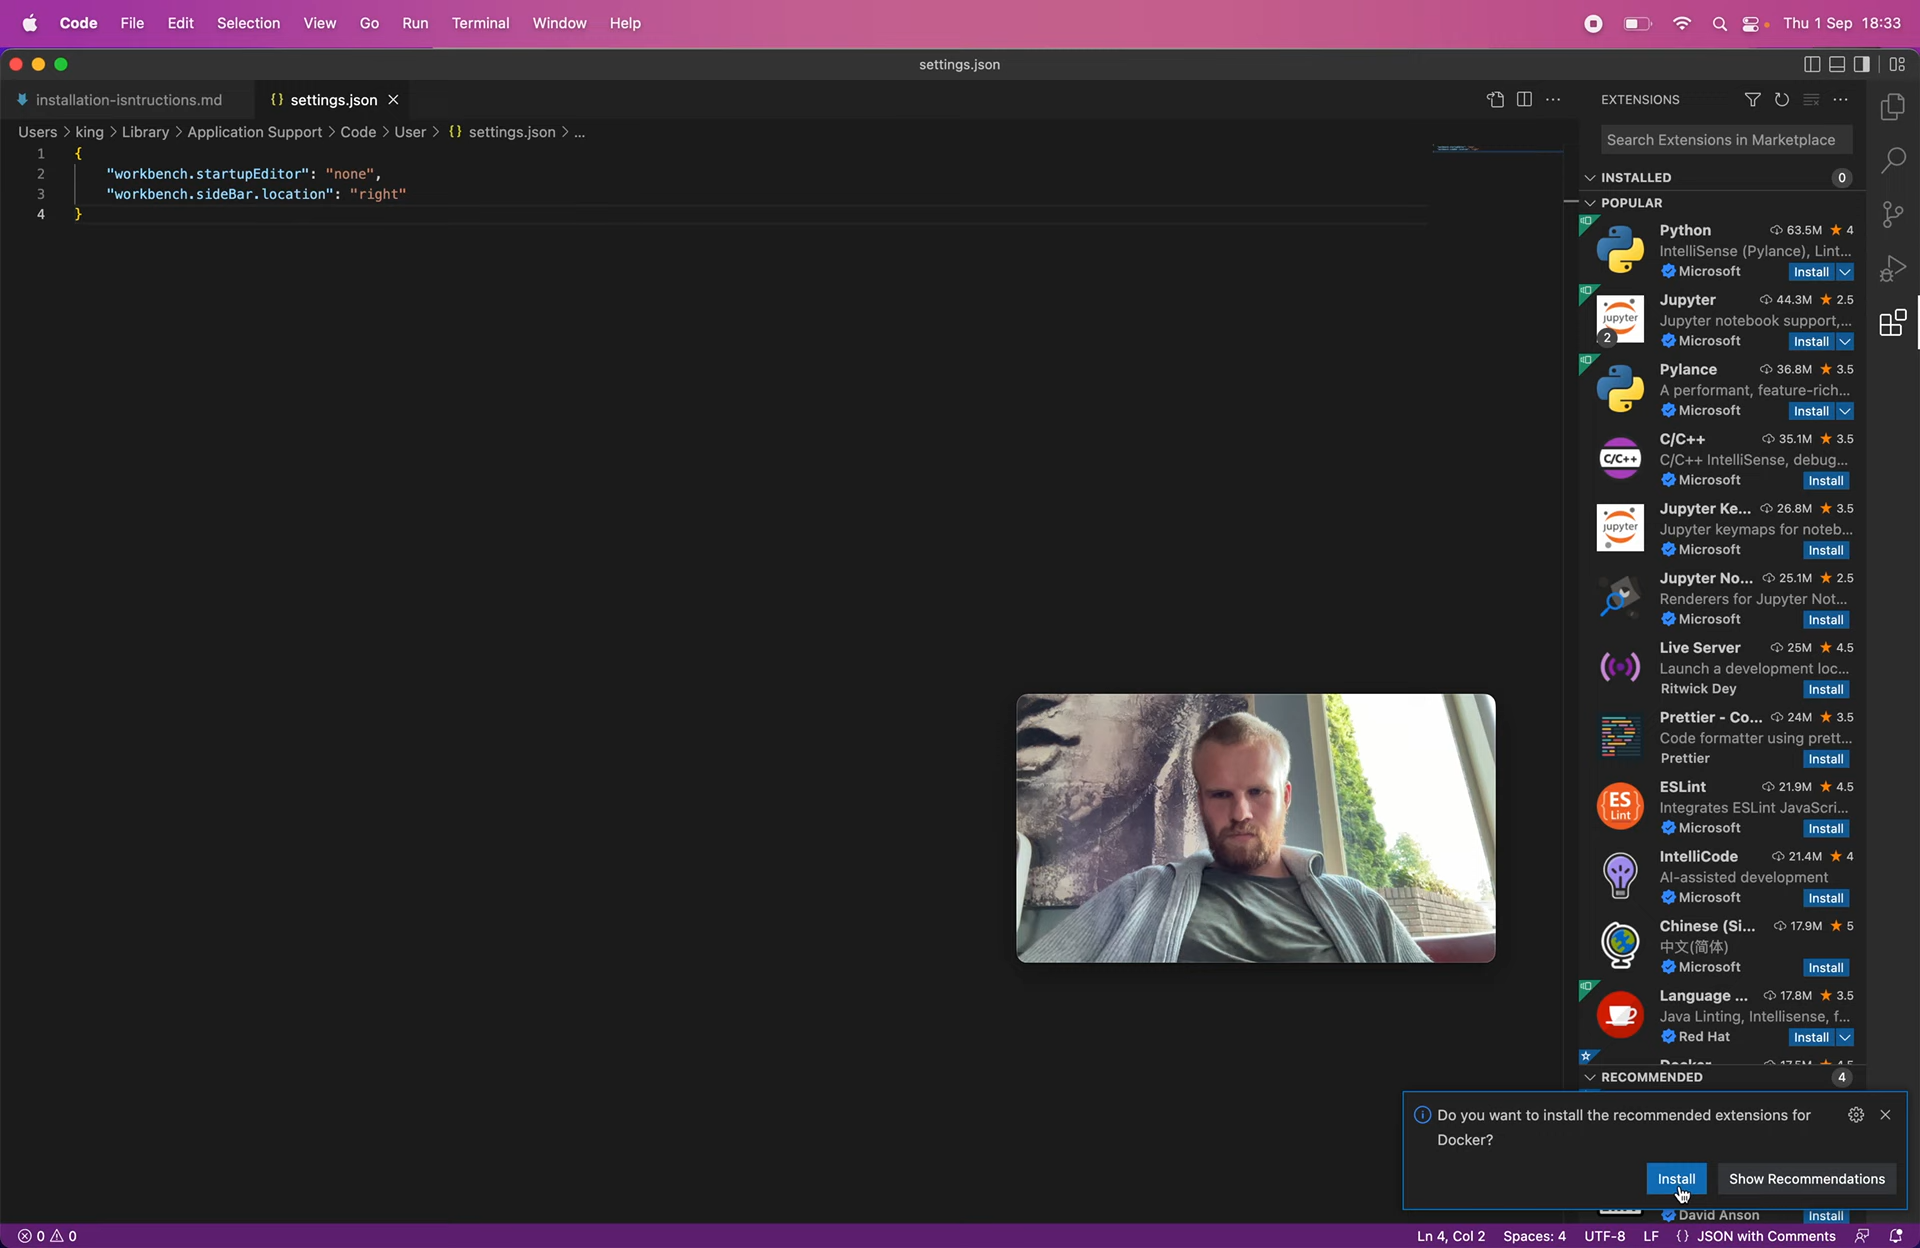 Code File Edit Selection View Go Run Terminal Window Help Thu 1 Sep 18:33
settings.json
installation-isntructions.md {} settings.json
Users > king > Library > Application Support > Code > User > {} settings.json > ...
1 {
2 "workbench.startupEditor": "none",
3 "workbench.sideBar.location": "right"
4 }
EXTENSIONS
Search Extensions in Marketplace
INSTALLED 0
POPULAR
Python 63.5M 4
IntelliSense (Pylance), Lint...
Microsoft Install
Jupyter 44.3M 2.5
jupyter
Jupyter notebook support,...
2
Microsoft Install
Pylance 36.8M 3.5
A performant, feature-rich...
Microsoft Install
C/C++ 35.1M 3.5
C/C++
C/C++ IntelliSense, debug...
Microsoft Install
Jupyter Ke... 26.8M 3.5
jupyter
Jupyter keymaps for noteb...
Microsoft Install
Jupyter No... 25.1M 2.5
Renderers for Jupyter Not...
Microsoft Install
Live Server 25M 4.5
Launch a development loc...
Ritwick Dey Install
Prettier - Co... 24M 3.5
Code formatter using prett...
Prettier Install
ESLint 21.9M 4.5
ES
Lint
Integrates ESLint JavaScri...
Microsoft Install
IntelliCode 21.4M 4
AI-assisted development
Microsoft Install
Chinese (Si... 17.9M 5
中文(简体)
Microsoft Install
Language ... 17.8M 3.5
Java Linting, Intellisense, f...
Red Hat Install
Docker 17.5M 4.5
RECOMMENDED 4
Do you want to install the recommended extensions for
Docker?
Install Show Recommendations
David Anson Install
0 0 Ln 4, Col 2 Spaces: 4 UTF-8 LF {} JSON with Comments